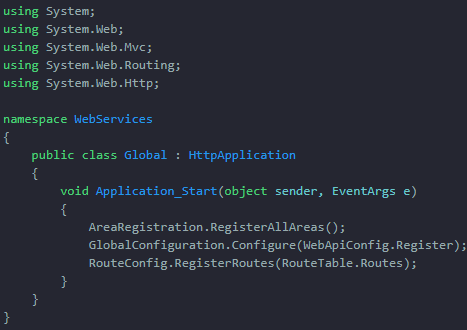 using System;
using System.Web;
using System.Web.Mvc;
using System.Web.Routing;
using System.Web.Http;

namespace WebServices
{
    public class Global : HttpApplication
    {
        void Application_Start(object sender, EventArgs e)
        {
            AreaRegistration.RegisterAllAreas();
            GlobalConfiguration.Configure(WebApiConfig.Register);
            RouteConfig.RegisterRoutes(RouteTable.Routes);
        }
    }
}